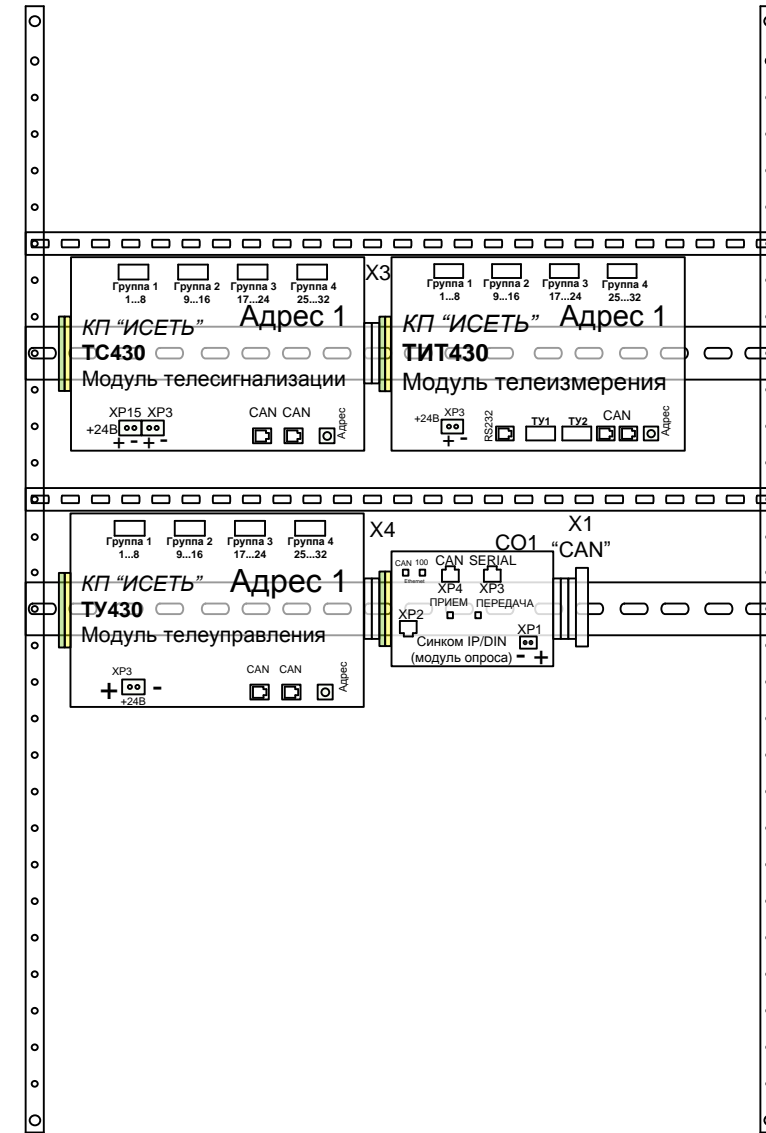 Группа 1 Группа 2 Группа 3 Группа 4
1...8 9...16 17...24 25...32
Адрес 1
КП “ИСЕТЬ”
ТС430
Модуль телесигнализации
XP15 XP3
+24В
+ - + -
CAN CAN
Адрес
X3
Группа 1 Группа 2 Группа 3 Группа 4
1...8 9...16 17...24 25...32
Адрес 1
КП “ИСЕТЬ”
ТИТ430
Модуль телеизмерения
+24В XP3
+ -
RS232
ТУ1 ТУ2 CAN
Адрес
Группа 1 Группа 2 Группа 3 Группа 4
1...8 9...16 17...24 25...32
Адрес 1
КП “ИСЕТЬ”
ТУ430
Модуль телеуправления
XP3
+ -
+24В
CAN CAN
Адрес
X4
СО1
CAN 100 CAN SERIAL
Ethernet
XP4 XP3
ПРИЕМ ПЕРЕДАЧА
XP2
XP1
Синком IP/DIN
(модуль опроса) - +
X1
“CAN”